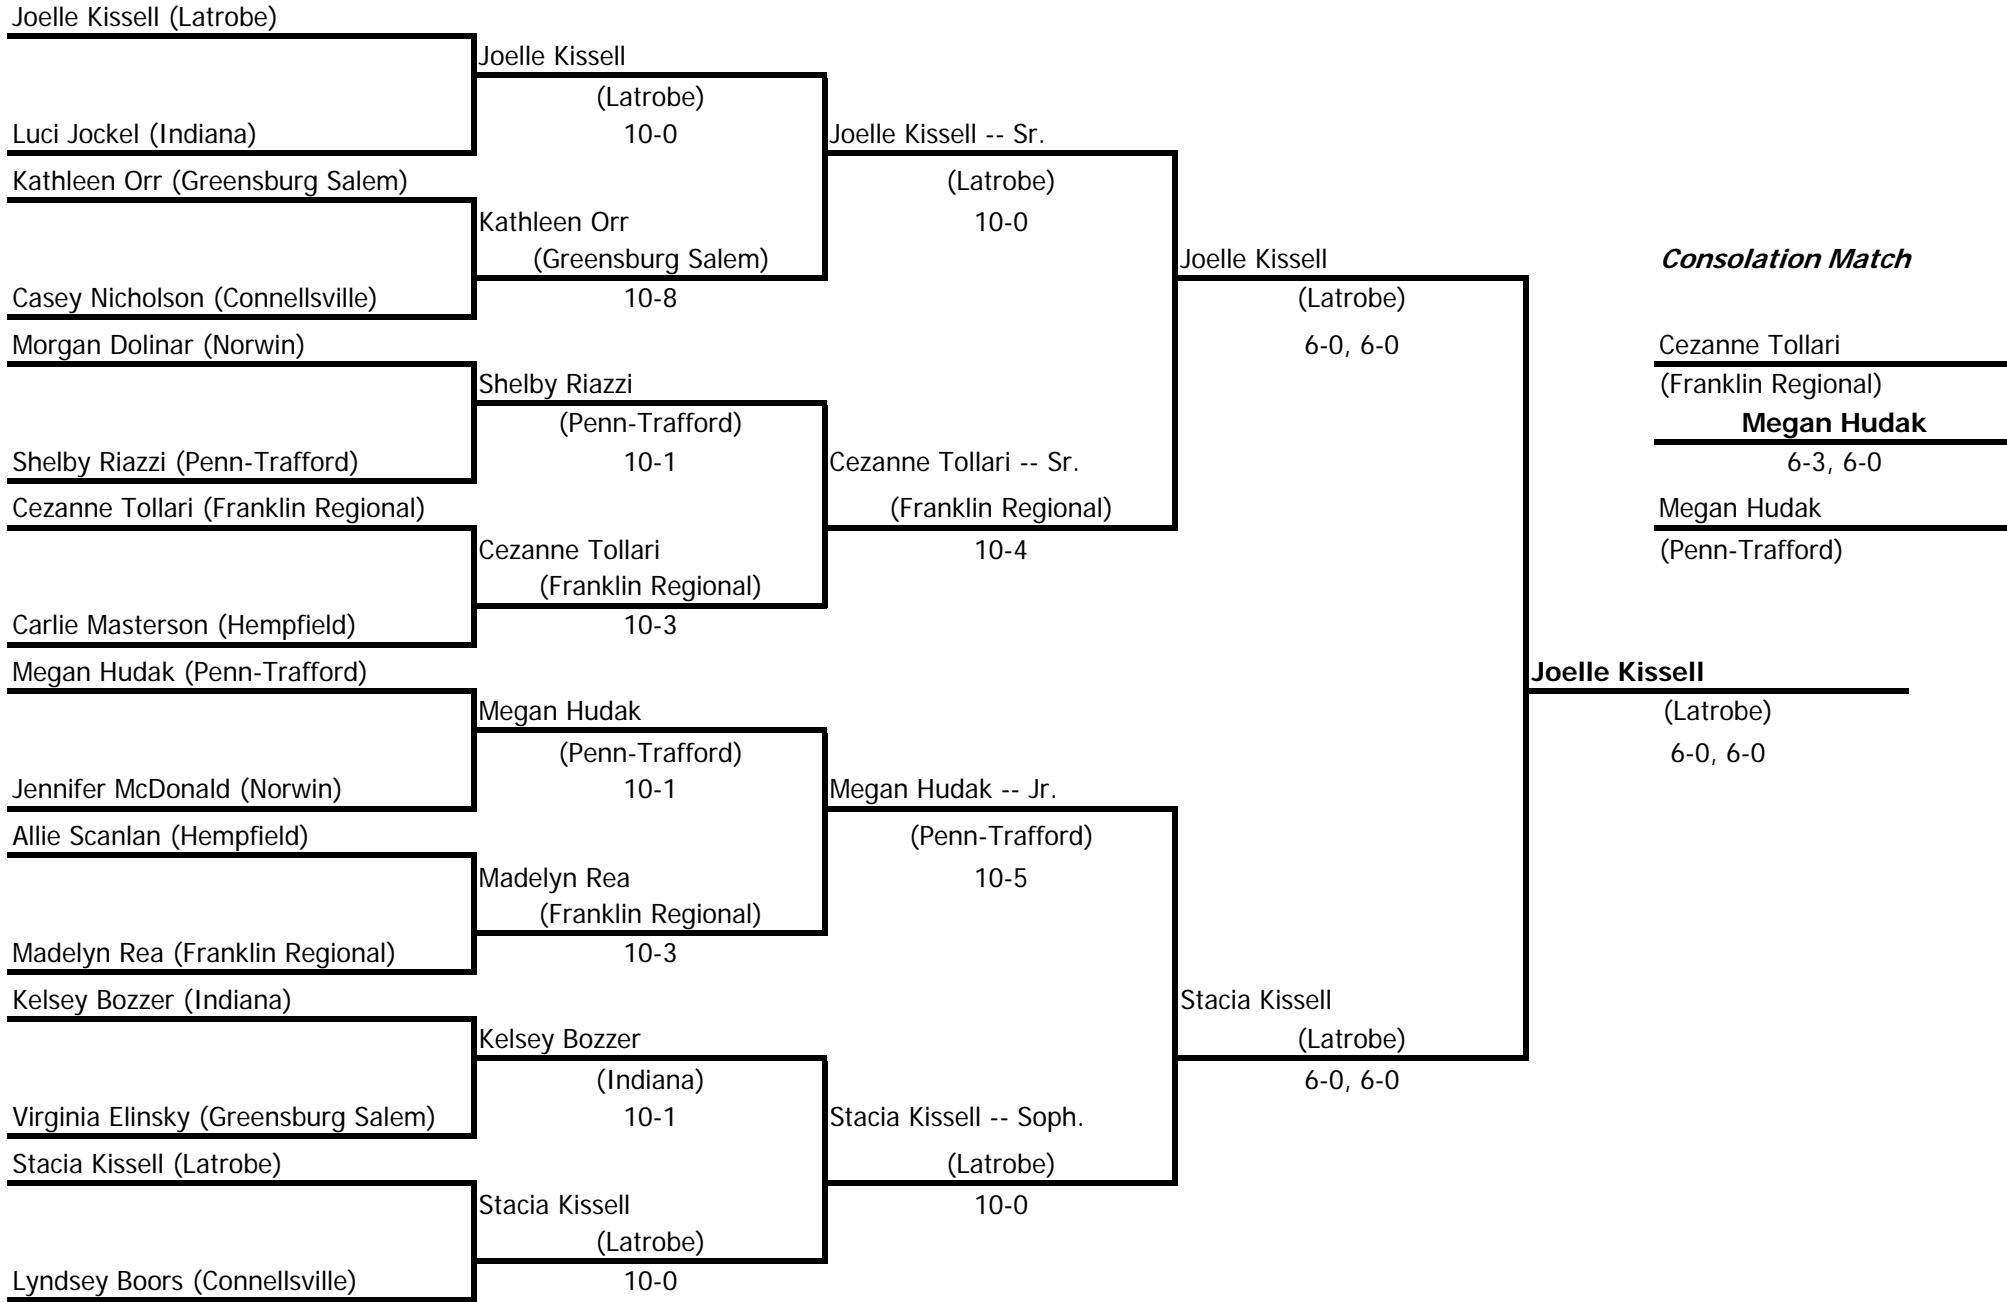 Joelle Kissell (Latrobe)
Joelle Kissell
(Latrobe)
Luci Jockel (Indiana)
10-0
Joelle Kissell -- Sr.
Kathleen Orr (Greensburg Salem)
(Latrobe)
Kathleen Orr
10-0
(Greensburg Salem)
Joelle Kissell
Consolation Match
Casey Nicholson (Connellsville)
10-8
(Latrobe)
Morgan Dolinar (Norwin)
6-0, 6-0
Cezanne Tollari
Shelby Riazzi
(Franklin Regional)
(Penn-Trafford)
Megan Hudak
Shelby Riazzi (Penn-Trafford)
10-1
Cezanne Tollari -- Sr.
6-3, 6-0
Cezanne Tollari (Franklin Regional)
(Franklin Regional)
Megan Hudak
Cezanne Tollari
10-4
(Penn-Trafford)
(Franklin Regional)
Carlie Masterson (Hempfield)
10-3
Megan Hudak (Penn-Trafford)
Joelle Kissell
Megan Hudak
(Latrobe)
(Penn-Trafford)
6-0, 6-0
Jennifer McDonald (Norwin)
10-1
Megan Hudak -- Jr.
Allie Scanlan (Hempfield)
(Penn-Trafford)
Madelyn Rea
10-5
(Franklin Regional)
Madelyn Rea (Franklin Regional)
10-3
Kelsey Bozzer (Indiana)
Stacia Kissell
Kelsey Bozzer
(Latrobe)
(Indiana)
6-0, 6-0
Virginia Elinsky (Greensburg Salem)
10-1
Stacia Kissell -- Soph.
Stacia Kissell (Latrobe)
(Latrobe)
Stacia Kissell
10-0
(Latrobe)
Lyndsey Boors (Connellsville)
10-0